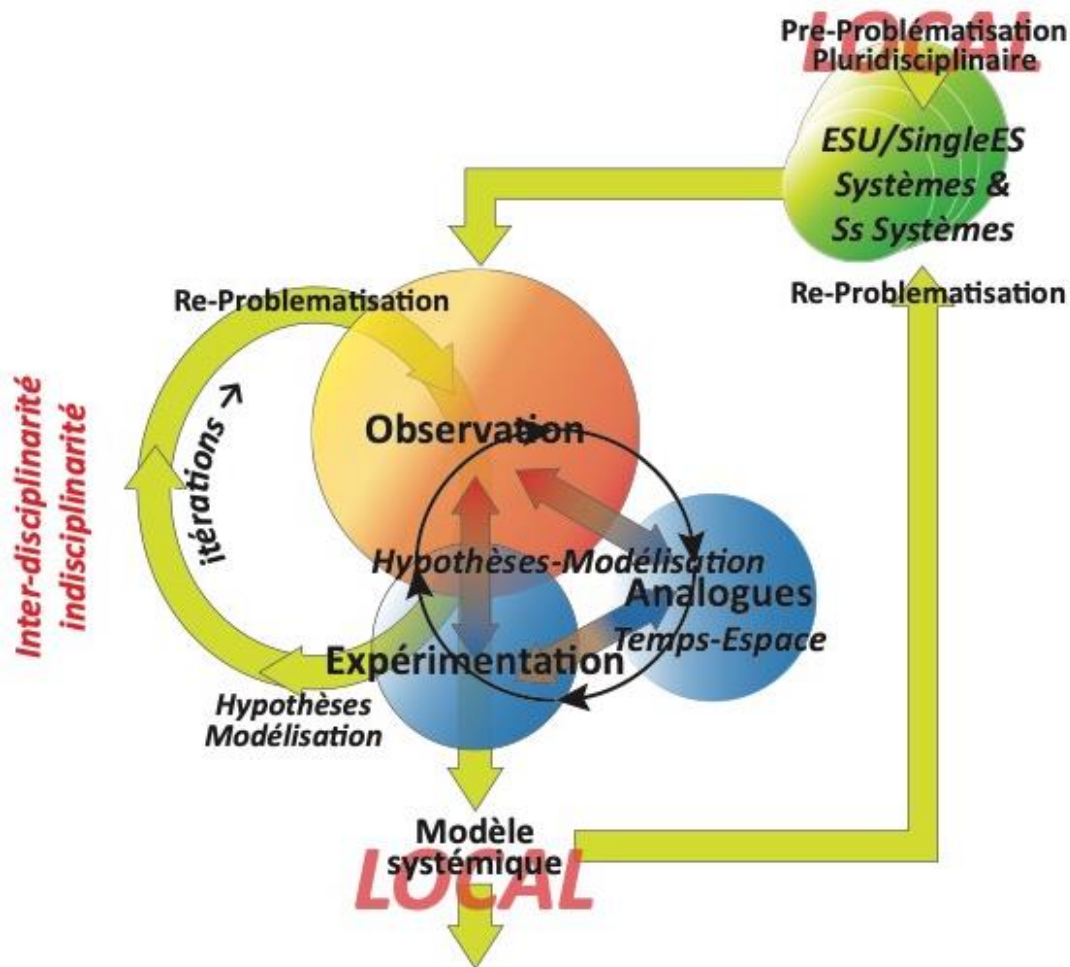 Pre-Problématisation
LOCAL
Pluridisciplinaire
ESU/SingleES
Systèmes &
Ss Systèmes
Re-Problematisation
Re-Problematisation
itérations →
Inter-disciplinarité
indisciplinarité
Observation
Hypothèses-Modélisation
Analogues
Temps-Espace
Expérimentation
Hypothèses
Modélisation
Modèle
systémique
LOCAL